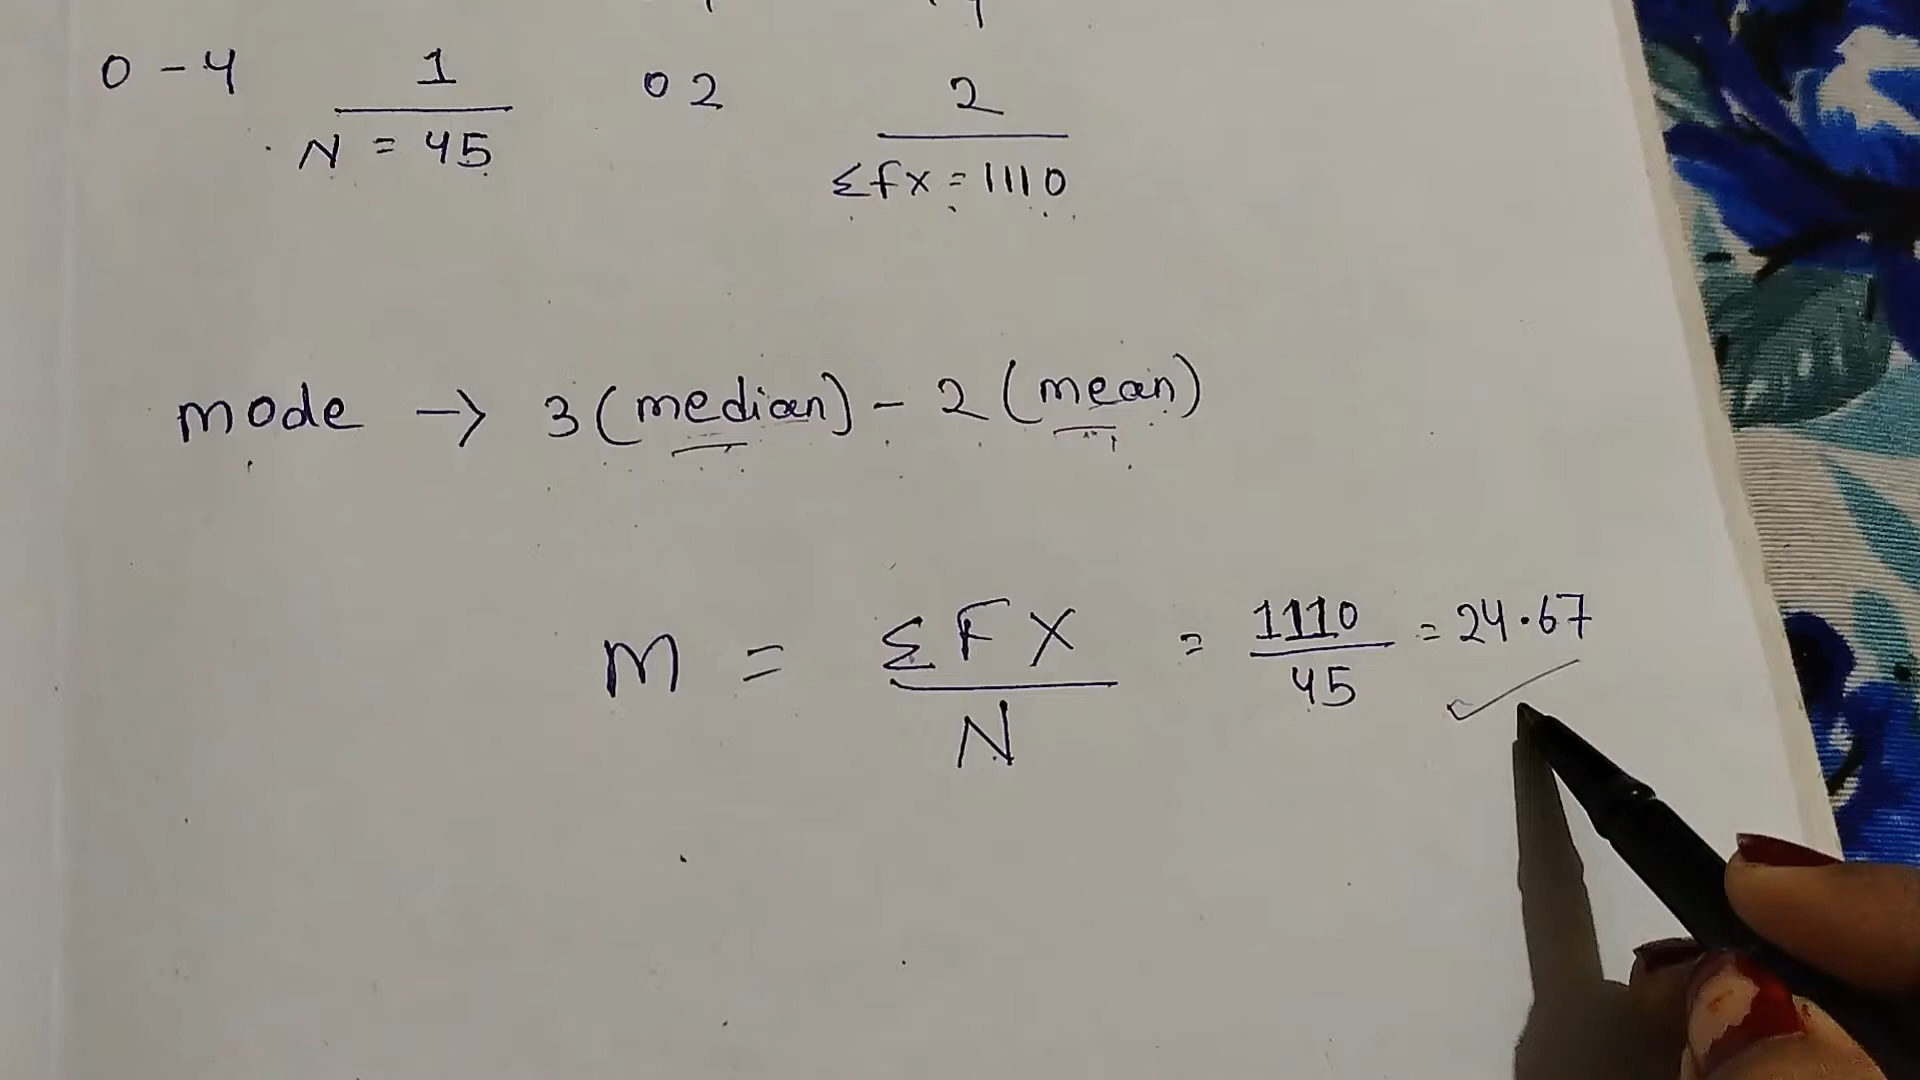 0 - 4 1 02 2
N = 45 Σfx = 1110
mode → 3 (median) - 2 (mean)
M = ΣFX / N = 1110 / 45 = 24.67